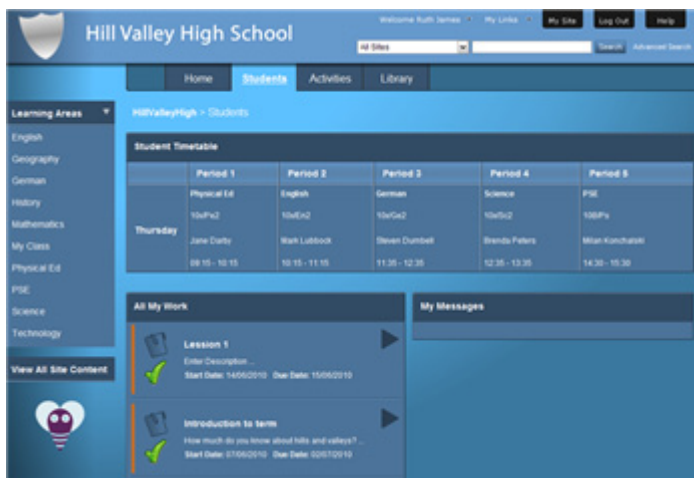 Hill Valley High School
Welcome Ruth James My Links My Site Log Out Help
All Sites Search Advanced Search
Home Students Activities Library
Learning Areas
English
Geography
German
History
Mathematics
My Class
Physical Ed
PSE
Science
Technology
View All Site Content
HillValleyHigh > Students
Student Timetable
Period 1 Period 2 Period 3 Period 4 Period 5
Thursday
Physical Ed English German Science PSE
10x/Pe2 10x/En2 10x/Ge2 10x/Sc2 10B/Ps
Jane Darby Mark Lubbock Steven Dumbell Brenda Peters Milan Konchalski
09:15 - 10:15 10:15 - 11:15 11:35 - 12:35 12:35 - 13:35 14:30 - 15:30
All My Work
Lession 1
Enter Description ...
Start Date: 14/06/2010 Due Date: 15/06/2010
Introduction to term
How much do you know about hills and valleys? ...
Start Date: 07/06/2010 Due Date: 02/07/2010
My Messages